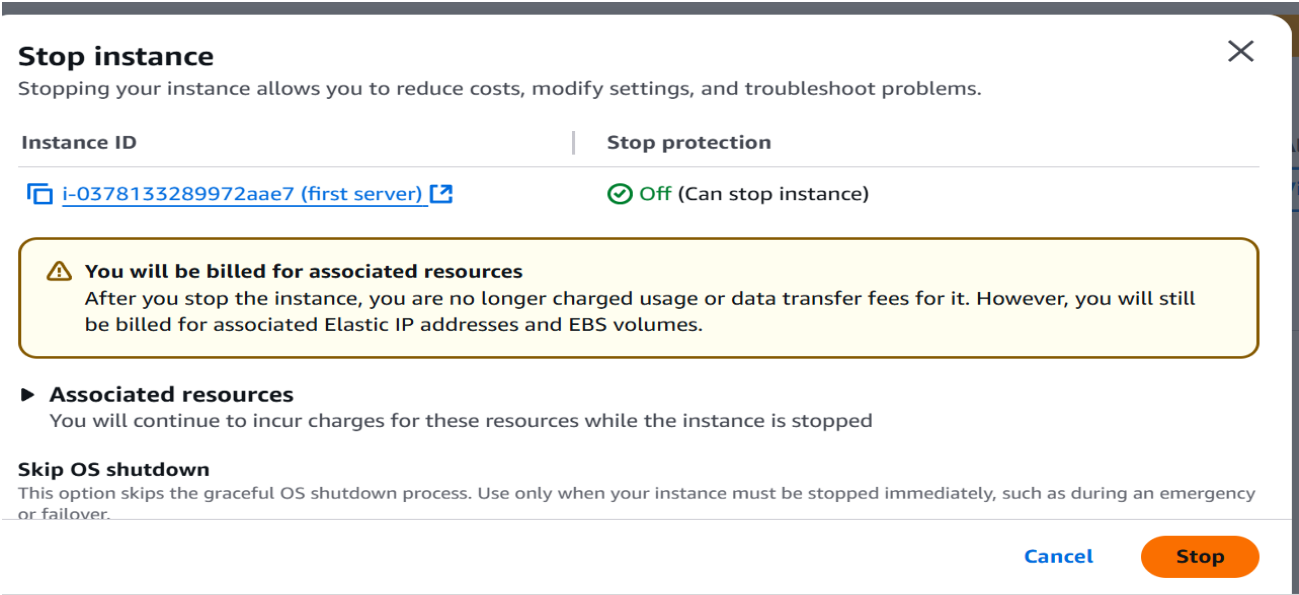 Stop instance
Stopping your instance allows you to reduce costs, modify settings, and troubleshoot problems.
Instance ID
Stop protection
i-0378133289972aae7 (first server)
Off (Can stop instance)
You will be billed for associated resources
After you stop the instance, you are no longer charged usage or data transfer fees for it. However, you will still
be billed for associated Elastic IP addresses and EBS volumes.
Associated resources
You will continue to incur charges for these resources while the instance is stopped
Skip OS shutdown
This option skips the graceful OS shutdown process. Use only when your instance must be stopped immediately, such as during an emergency
or failover.
Cancel
Stop